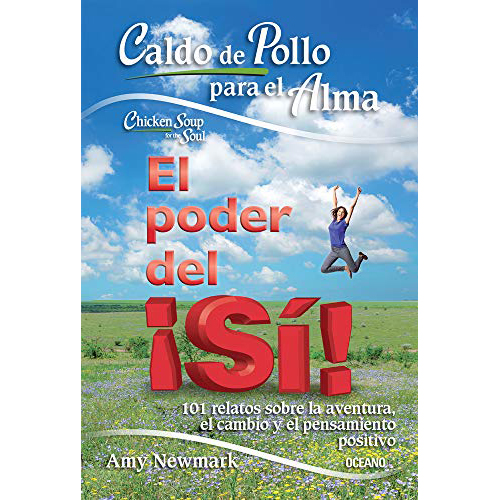 Caldo de Pollo
para el Alma
Chicken Soup
for the Soul
El
poder
del
¡Sí!
101 relatos sobre la aventura,
el cambio y el pensamiento
positivo
Amy Newmark
OCEANO